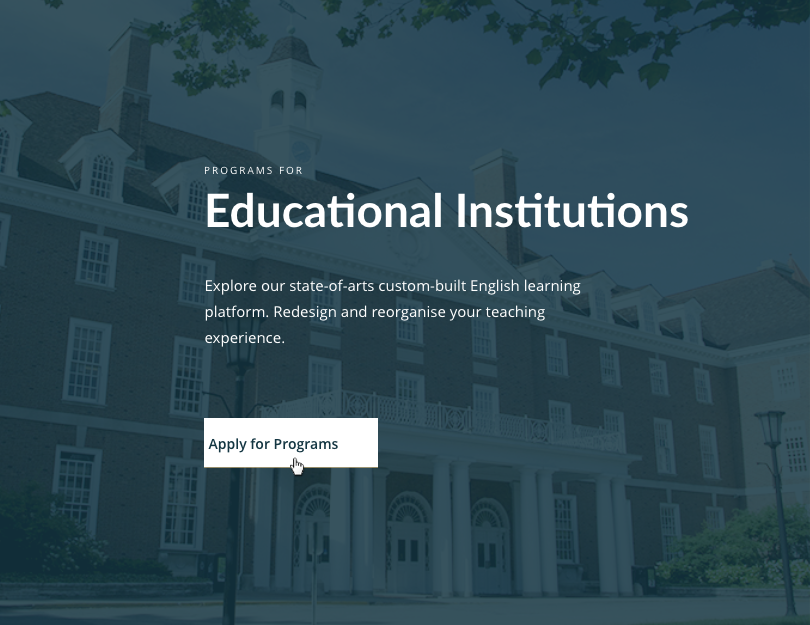 PROGRAMS FOR
Educational Institutions
Explore our state-of-arts custom-built English learning
platform. Redesign and reorganise your teaching
experience.
Apply for Programs